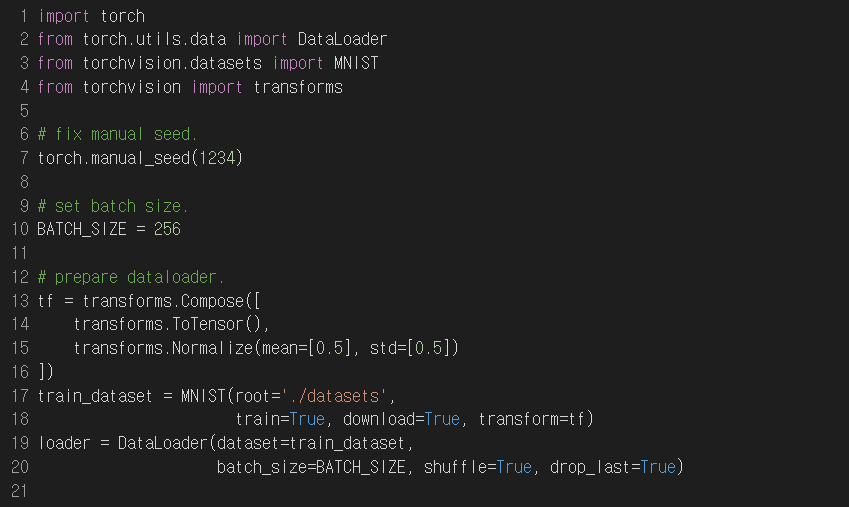 1 import torch
2 from torch.utils.data import DataLoader
3 from torchvision.datasets import MNIST
4 from torchvision import transforms
5
6 # fix manual seed.
7 torch.manual_seed(1234)
8
9 # set batch size.
10 BATCH_SIZE = 256
11
12 # prepare dataloader.
13 tf = transforms.Compose([
14     transforms.ToTensor(),
15     transforms.Normalize(mean=[0.5], std=[0.5])
16 ])
17 train_dataset = MNIST(root='./datasets',
18                       train=True, download=True, transform=tf)
19 loader = DataLoader(dataset=train_dataset,
20                     batch_size=BATCH_SIZE, shuffle=True, drop_last=True)
21